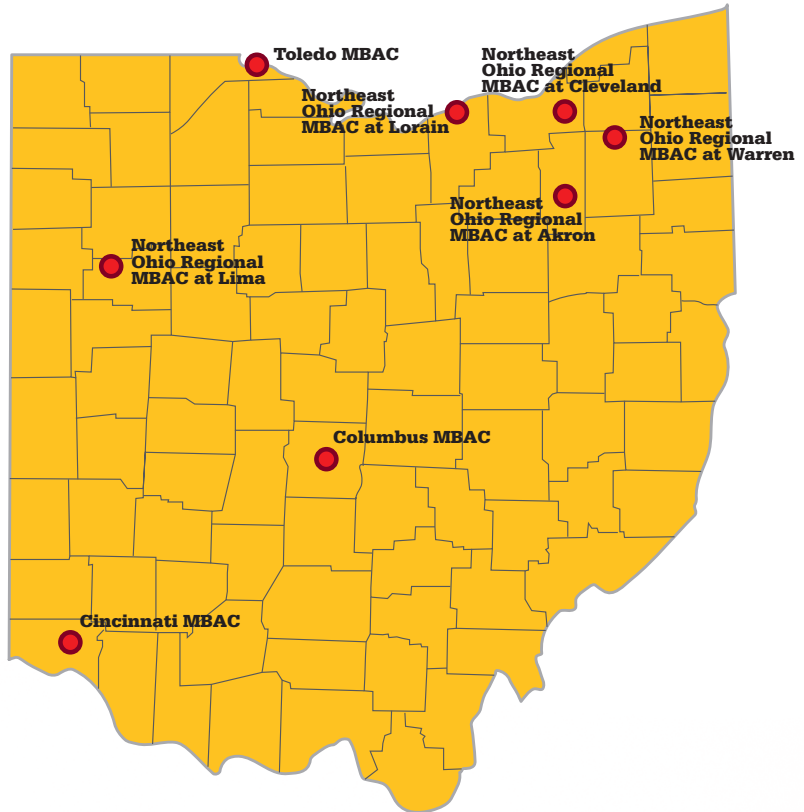 Toledo MBAC
Northeast
Ohio Regional
MBAC at Cleveland
Northeast
Ohio Regional
MBAC at Lorain
Northeast
Ohio Regional
MBAC at Warren
Northeast
Ohio Regional
MBAC at Akron
Northeast
Ohio Regional
MBAC at Lima
Columbus MBAC
Cincinnati MBAC